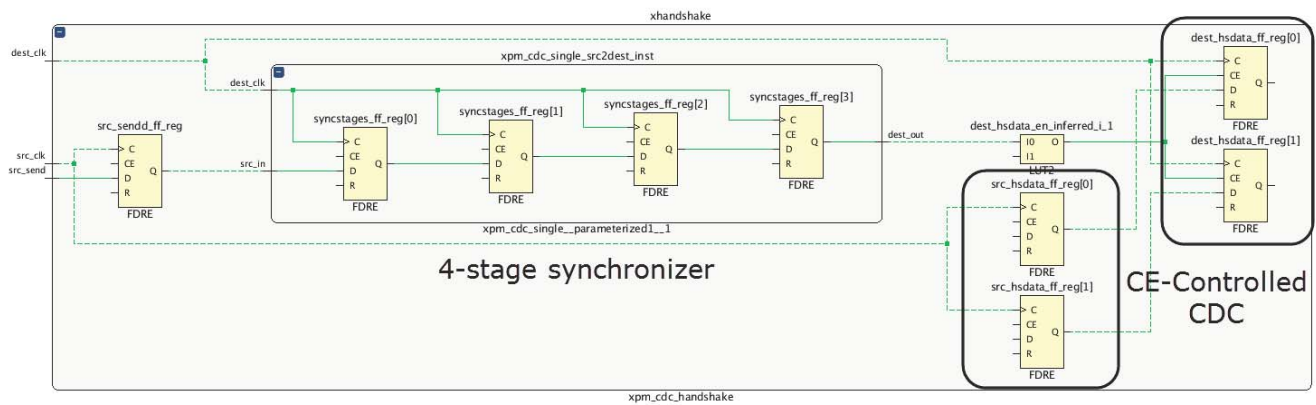 xhandshake
dest_clk
src_clk
src_send
src_sendd_ff_reg
C
CE
D
R
Q
FDRE
xpm_cdc_single_src2dest_inst
dest_clk
src_in
syncstages_ff_reg[0]
C
CE
D
R
Q
FDRE
syncstages_ff_reg[1]
C
CE
D
R
Q
FDRE
syncstages_ff_reg[2]
C
CE
D
R
Q
FDRE
syncstages_ff_reg[3]
C
CE
D
R
Q
FDRE
dest_out
xpm_cdc_single__parameterized1__1
4-stage synchronizer
dest_hsdata_en_inferred_i_1
I0
I1
O
LUT2
src_hsdata_ff_reg[0]
C
CE
D
R
Q
FDRE
src_hsdata_ff_reg[1]
C
CE
D
R
Q
FDRE
dest_hsdata_ff_reg[0]
C
CE
D
R
Q
FDRE
dest_hsdata_ff_reg[1]
C
CE
D
R
Q
FDRE
CE-Controlled
CDC
xpm_cdc_handshake